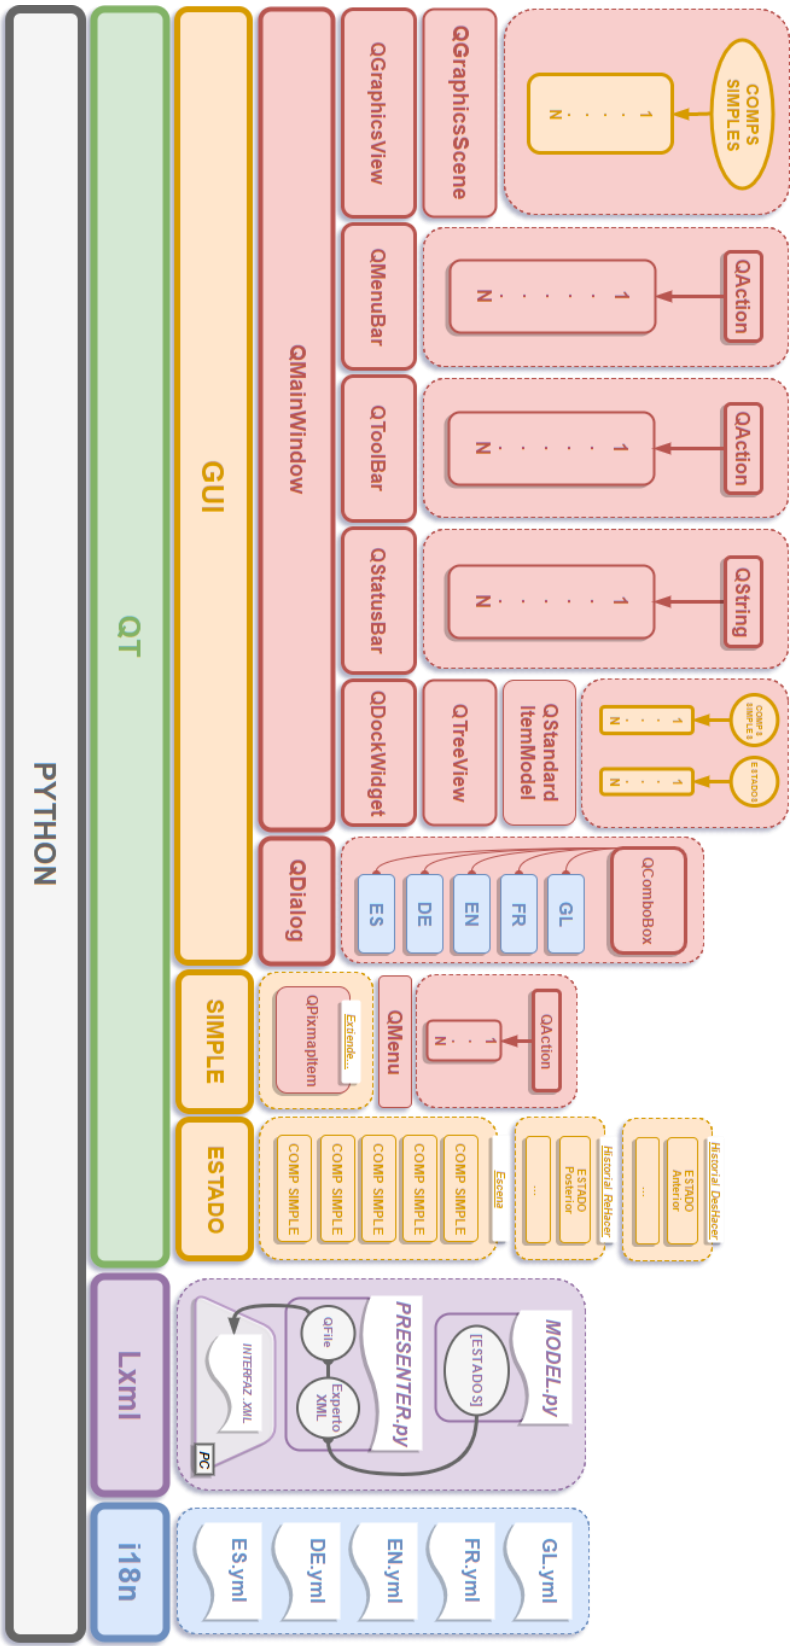 COMPS
SIMPLES
1 . . . . N
QGraphicsScene
QGraphicsView
QAction
1 . . . . . N
QMenuBar
QAction
1 . . . . . N
QToolBar
QString
1 . . . . . N
QStatusBar
COMPS
SIMPLES
1 . . . N
ESTADOS
1 . . . N
QStandard
ItemModel
QTreeView
QDockWidget
QMainWindow
QComboBox
GL
FR
EN
DE
ES
QDialog
GUI
QAction
1 . . N
QMenu
Extiende...
QPixmapItem
SIMPLE
Historial DesHacer
ESTADO
Anterior
...
Historial ReHacer
ESTADO
Posterior
...
Escena
COMP SIMPLE
COMP SIMPLE
COMP SIMPLE
COMP SIMPLE
COMP SIMPLE
ESTADO
QT
MODEL.py
[ESTADOS]
PRESENTER.py
QFile
Experto
XML
INTERFAZ .XML
PC
Lxml
GL.yml
FR.yml
EN.yml
DE.yml
ES.yml
i18n
PYTHON